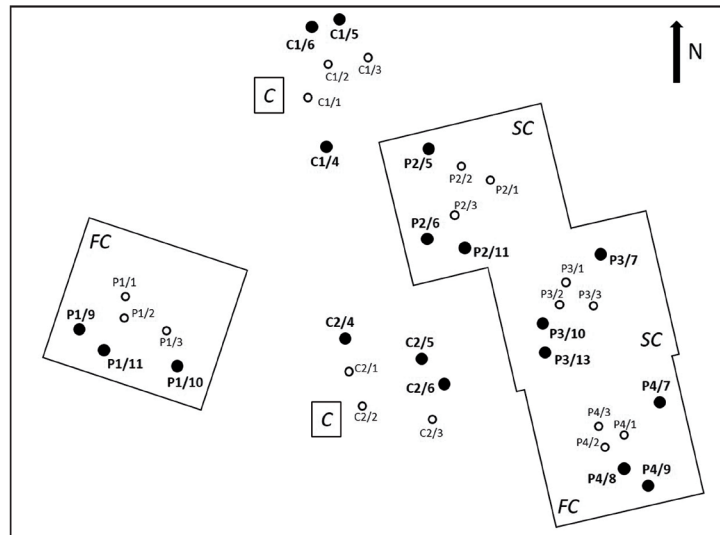 C1/5
C1/6
N
C1/2
C1/3
C
C1/1
C1/4
SC
P2/5
P2/2
P2/1
P2/3
P2/6
P2/11
FC
P3/7
P3/1
P1/1
P3/2
P3/3
P1/9
P1/2
P1/3
P3/10
C2/4
C2/5
SC
P1/11
P3/13
P1/10
C2/1
C2/6
P4/7
C
C2/2
C2/3
P4/3
P4/1
P4/2
P4/8
P4/9
FC